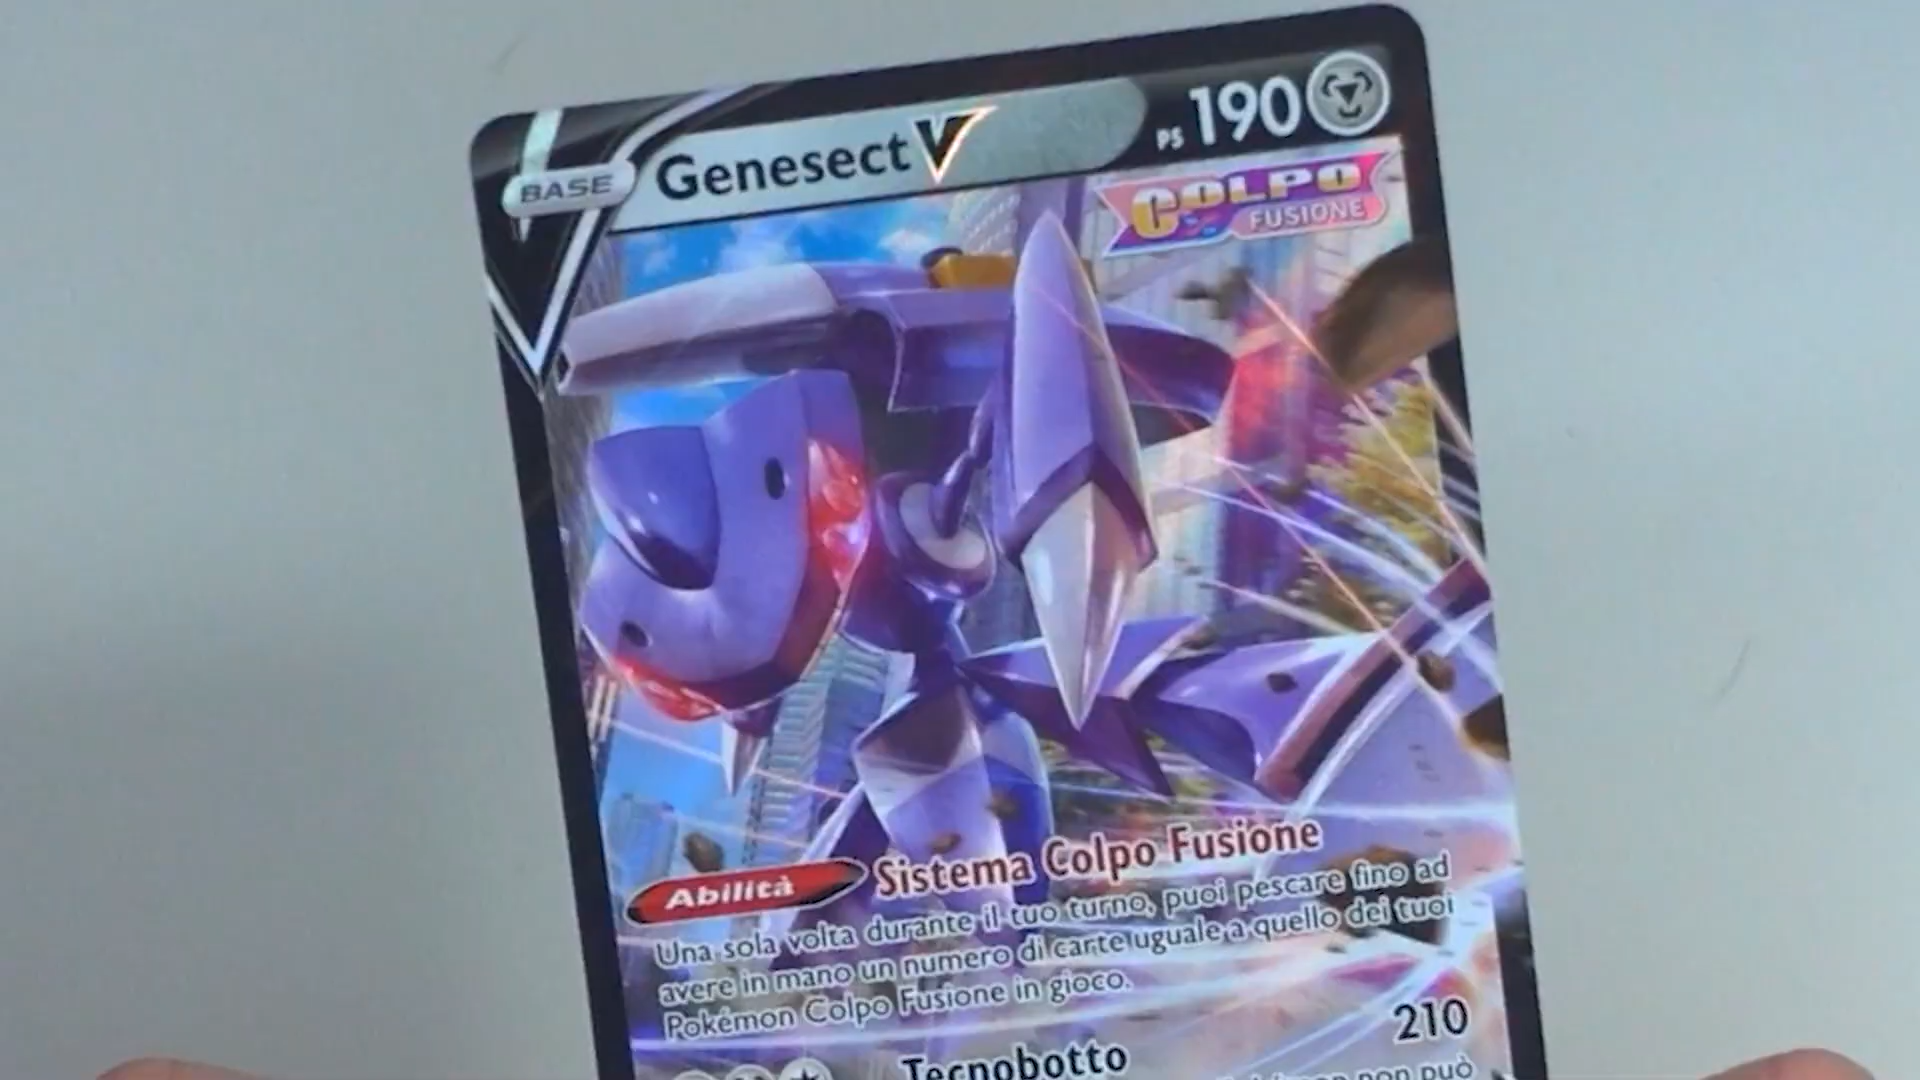 BASE
Genesect V
PS 190
COLPO
FUSIONE
Abilità Sistema Colpo Fusione
Una sola volta durante il tuo turno, puoi pescare fino ad
avere in mano un numero di carte uguale a quello dei tuoi
Pokémon Colpo Fusione in gioco.
Tecnobotto 210
non può